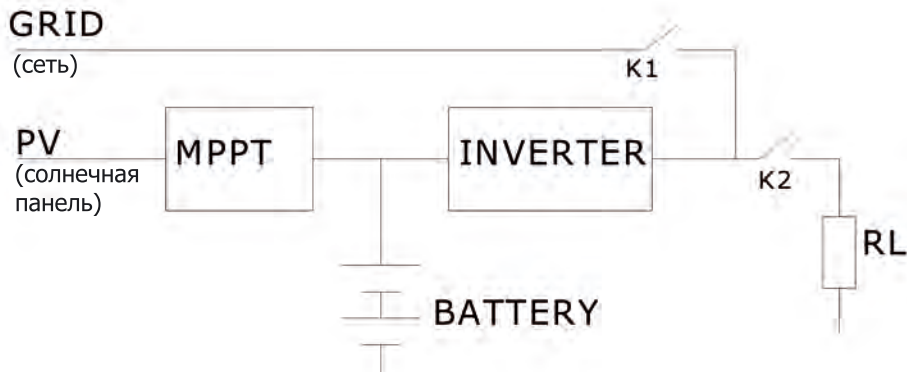 GRID
(сеть)
K1
PV
(солнечная
панель)
MPPT
INVERTER
K2
RL
BATTERY